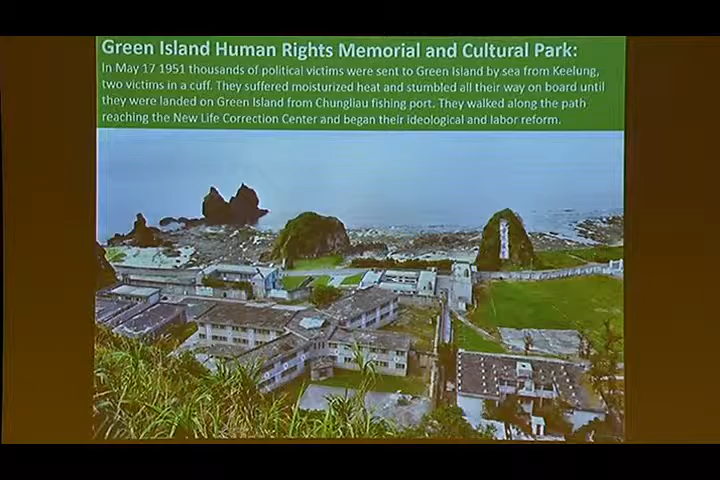 Green Island Human Rights Memorial and Cultural Park:
In May 17 1951 thousands of political victims were sent to Green Island by sea from Keelung,
two victims in a cuff. They suffered moisturized heat and stumbled all their way on board until
they were landed on Green Island from Chungliau fishing port. They walked along the path
reaching the New Life Correction Center and began their ideological and labor reform.